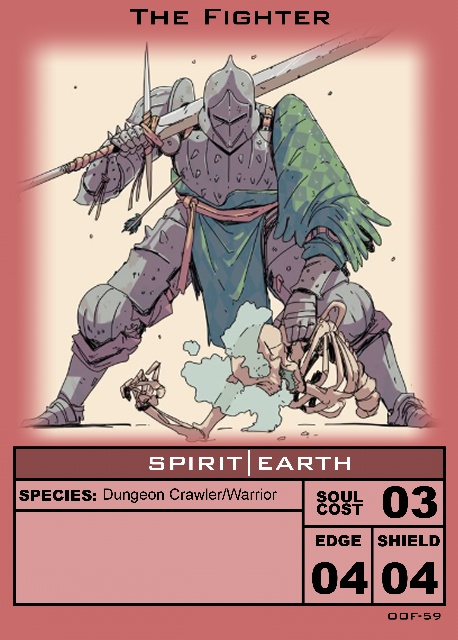 The Fighter
SPIRIT|EARTH
SPECIES: Dungeon Crawler/Warrior
SOUL COST 03
EDGE SHIELD
04 04
OOF-59